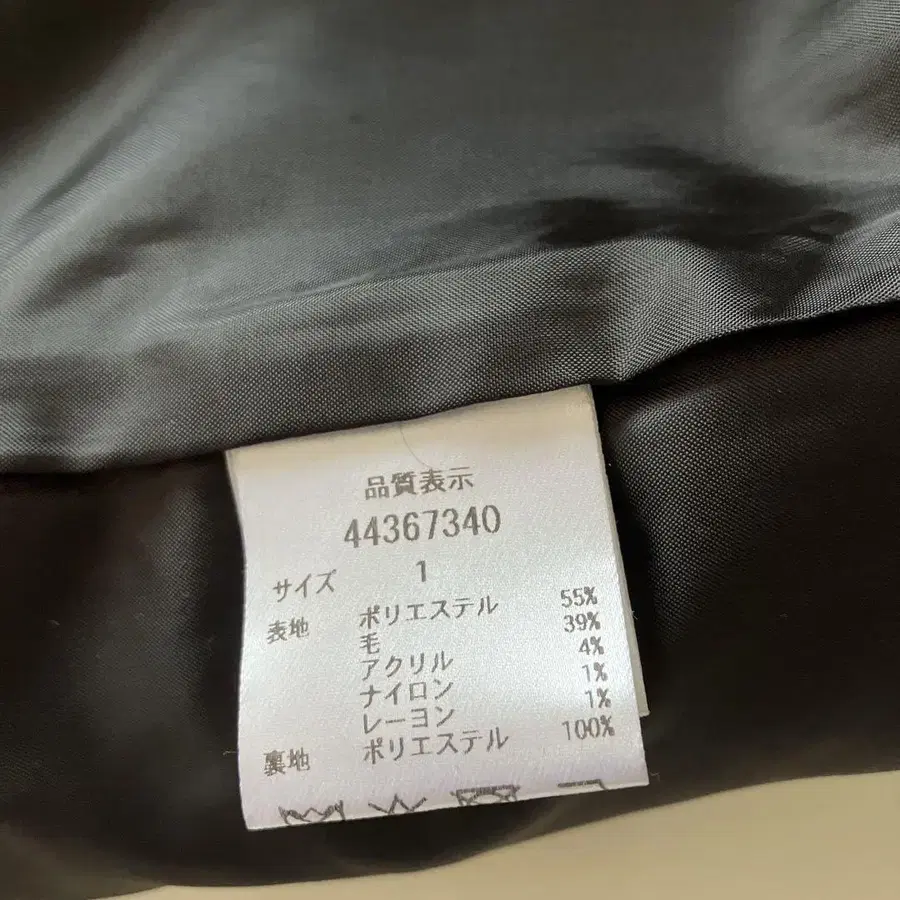 品質表示
44367340
サイズ 1
表地 ポリエステル 55%
毛 39%
アクリル 4%
ナイロン 1%
レーヨン 1%
裏地 ポリエステル 100%